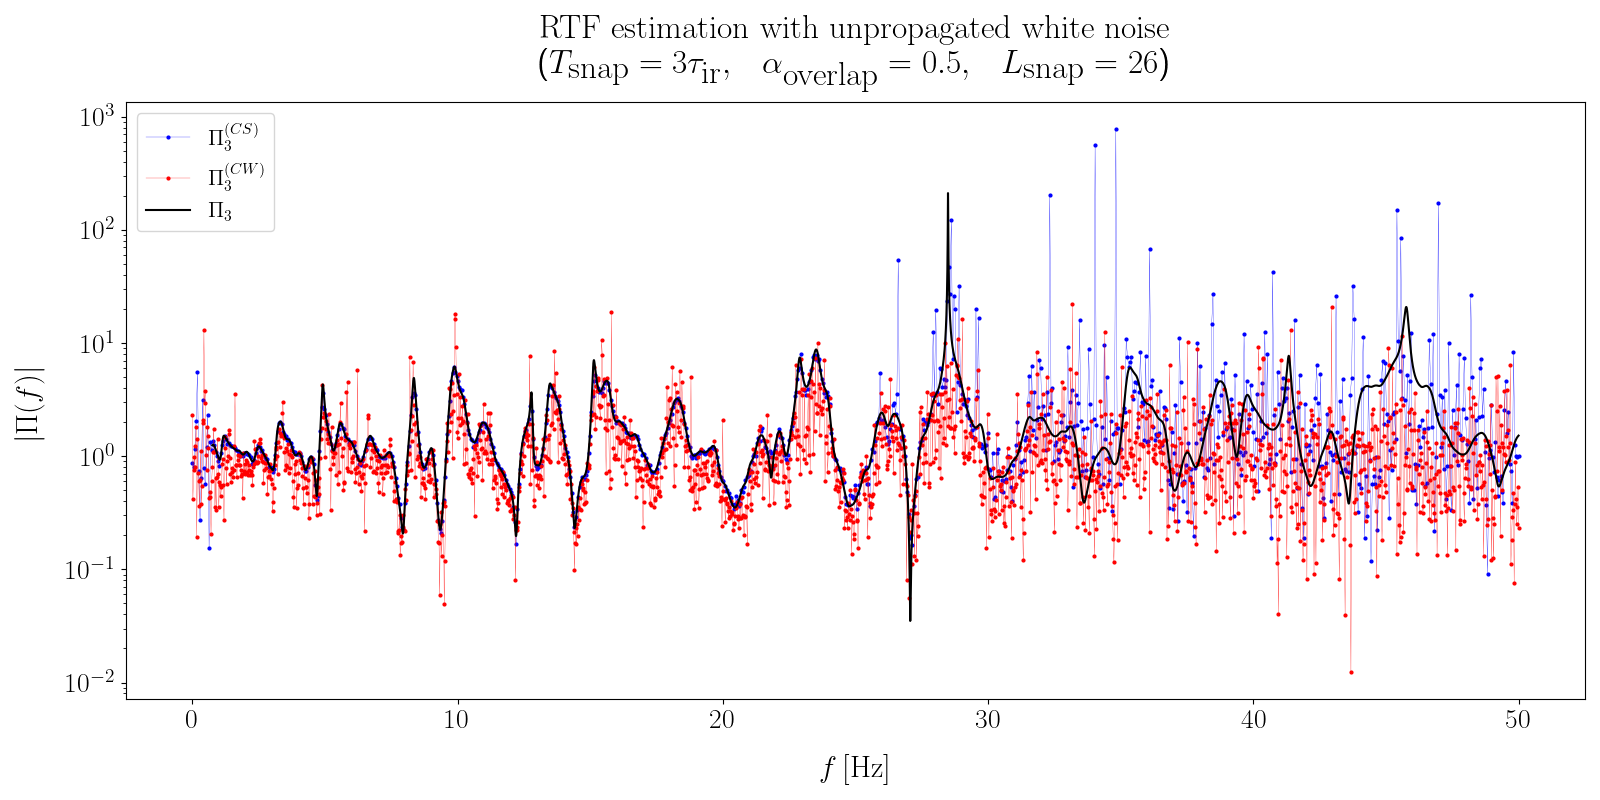 RTF estimation with unpropagated white noise
(T_snap = 3τ_ir, α_overlap = 0.5, L_snap = 26)
Π_3^(CS)
Π_3^(CW)
Π_3
|Π(f)|
10^3
10^2
10^1
10^0
10^−1
10^−2
0 10 20 30 40 50
f [Hz]